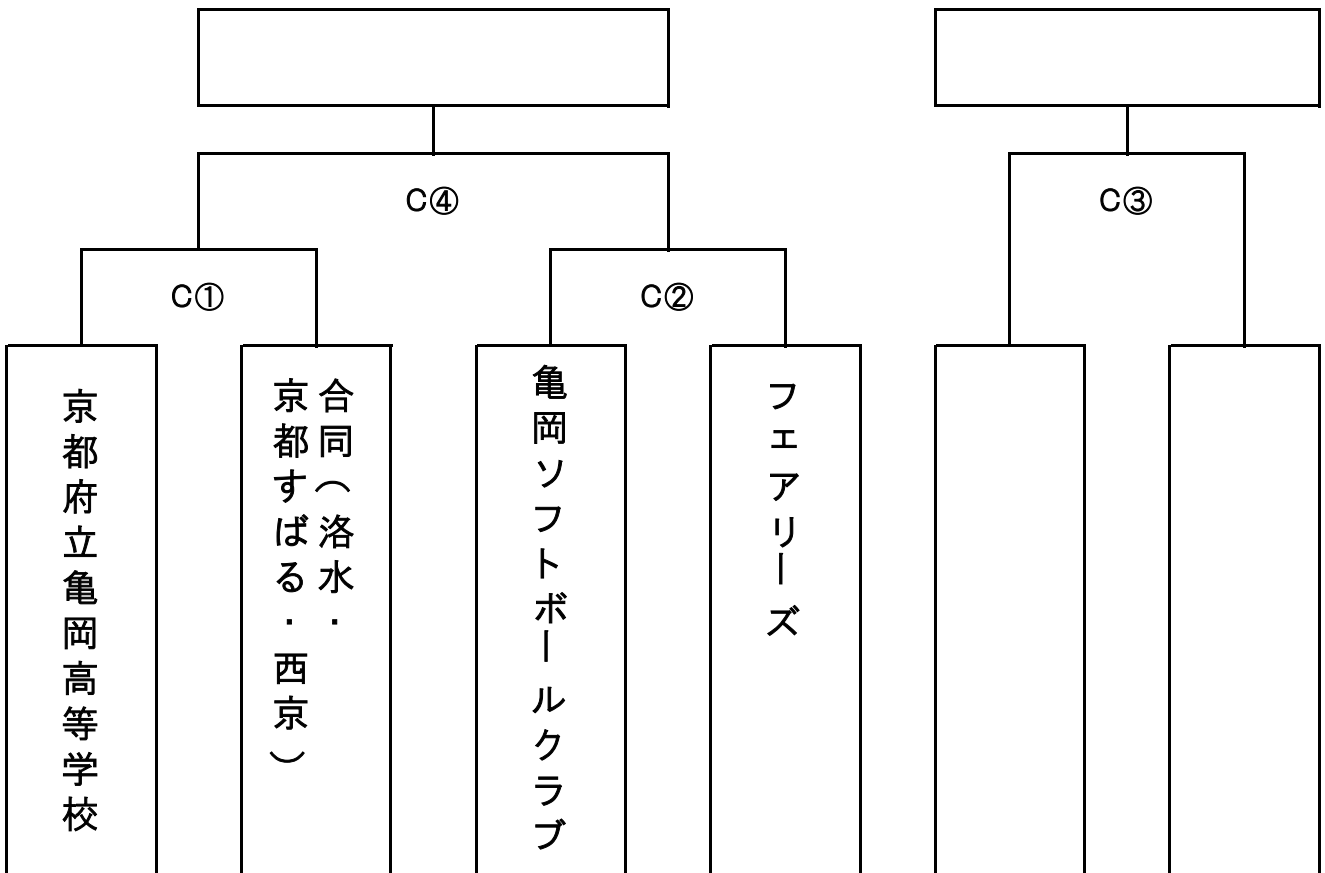 C④
C③
C①
C②
京都府立亀岡高等学校
合同（洛水・
京都すばる・西京）
亀岡ソフトボールクラブ
フェアリーズ